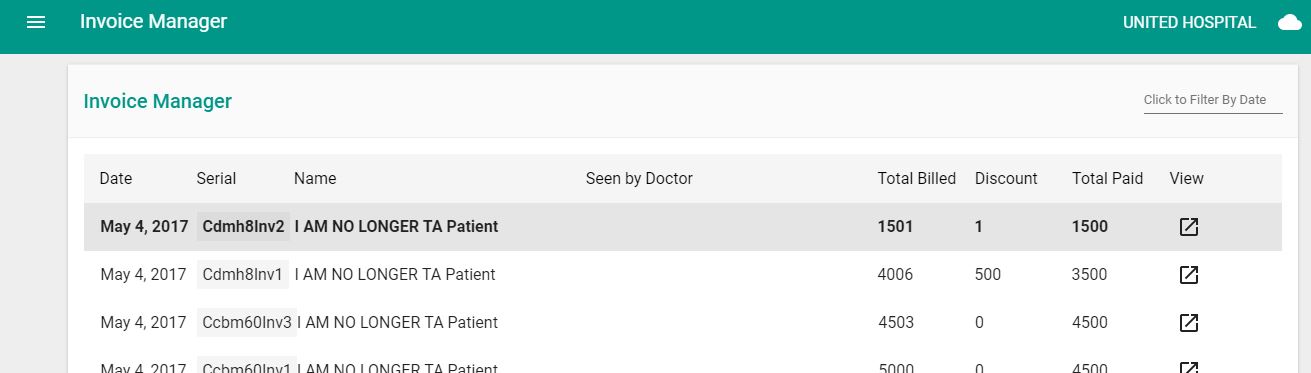 Invoice Manager UNITED HOSPITAL
Invoice Manager Click to Filter By Date
Date Serial Name Seen by Doctor Total Billed Discount Total Paid View
May 4, 2017 Cdmh8Inv2 I AM NO LONGER TA Patient 1501 1 1500
May 4, 2017 Cdmh8Inv1 I AM NO LONGER TA Patient 4006 500 3500
May 4, 2017 Ccbm60Inv3 I AM NO LONGER TA Patient 4503 0 4500
May 4, 2017 Ccbm60Inv1 I AM NO LONGER TA Patient 5000 0 4500